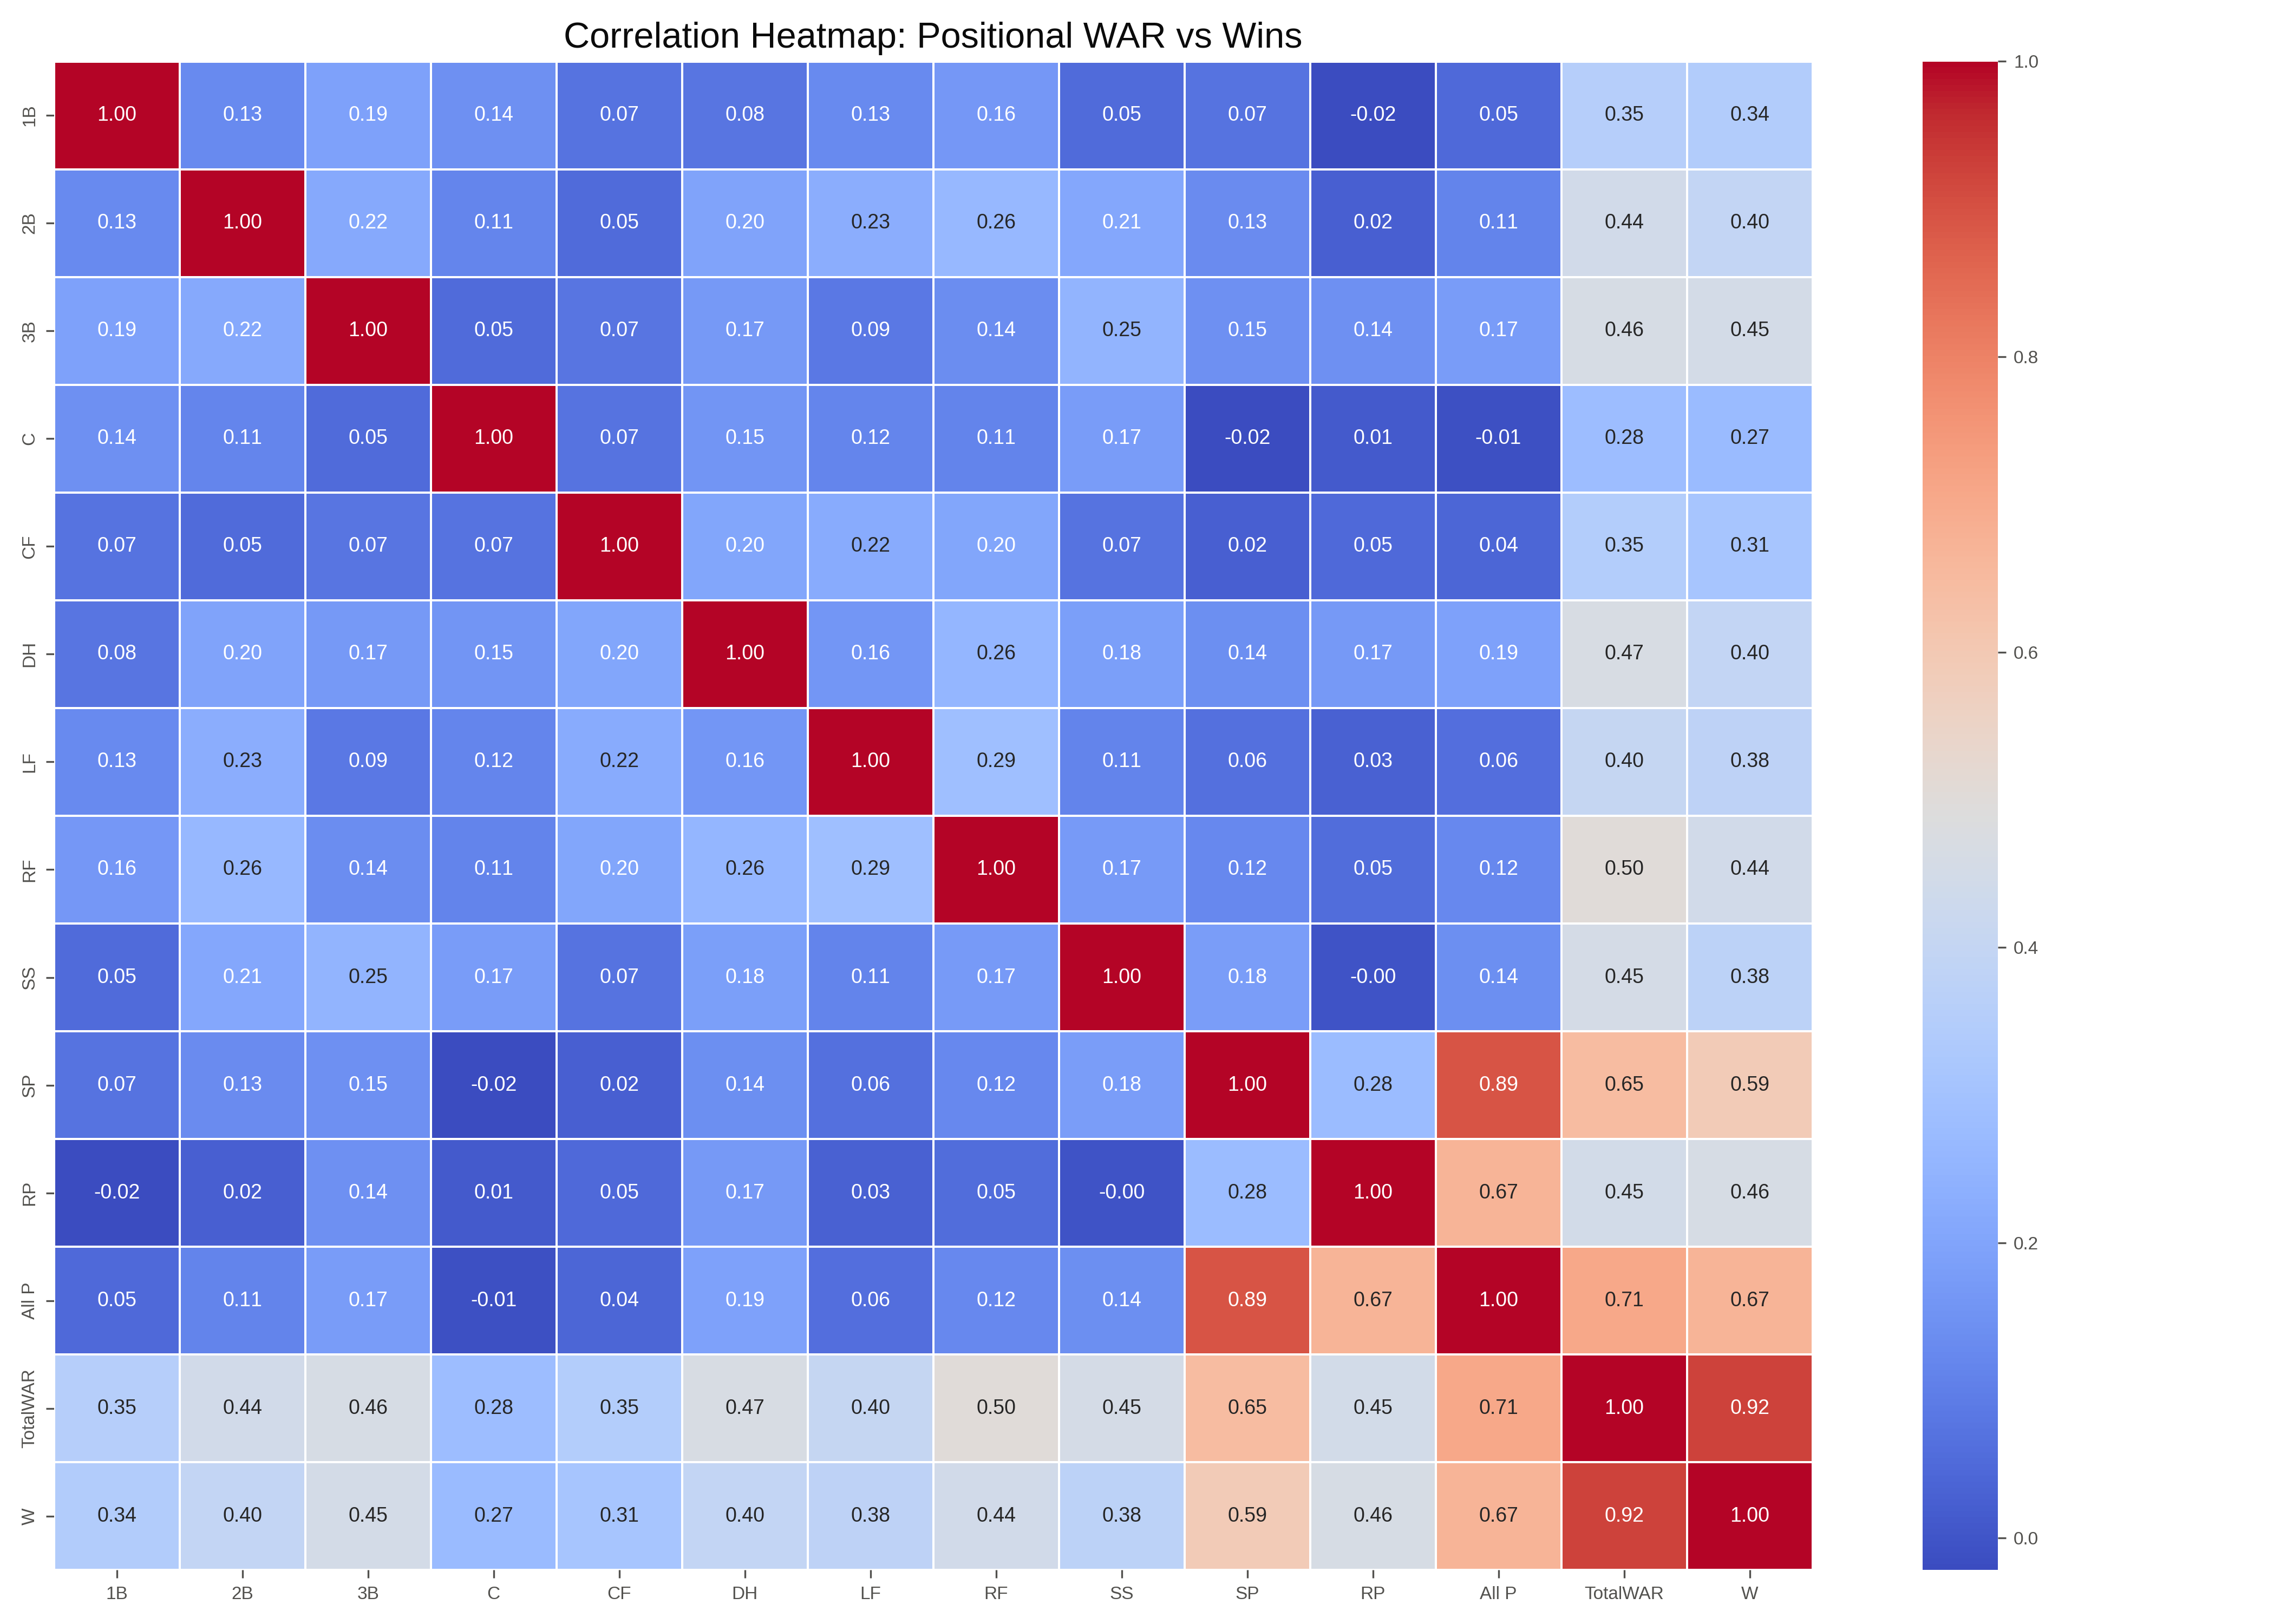 Correlation Heatmap: Positional WAR vs Wins
1B 1.00 0.13 0.19 0.14 0.07 0.08 0.13 0.16 0.05 0.07 -0.02 0.05 0.35 0.34
2B 0.13 1.00 0.22 0.11 0.05 0.20 0.23 0.26 0.21 0.13 0.02 0.11 0.44 0.40
3B 0.19 0.22 1.00 0.05 0.07 0.17 0.09 0.14 0.25 0.15 0.14 0.17 0.46 0.45
C 0.14 0.11 0.05 1.00 0.07 0.15 0.12 0.11 0.17 -0.02 0.01 -0.01 0.28 0.27
CF 0.07 0.05 0.07 0.07 1.00 0.20 0.22 0.20 0.07 0.02 0.05 0.04 0.35 0.31
DH 0.08 0.20 0.17 0.15 0.20 1.00 0.16 0.26 0.18 0.14 0.17 0.19 0.47 0.40
LF 0.13 0.23 0.09 0.12 0.22 0.16 1.00 0.29 0.11 0.06 0.03 0.06 0.40 0.38
RF 0.16 0.26 0.14 0.11 0.20 0.26 0.29 1.00 0.17 0.12 0.05 0.12 0.50 0.44
SS 0.05 0.21 0.25 0.17 0.07 0.18 0.11 0.17 1.00 0.18 -0.00 0.14 0.45 0.38
SP 0.07 0.13 0.15 -0.02 0.02 0.14 0.06 0.12 0.18 1.00 0.28 0.89 0.65 0.59
RP -0.02 0.02 0.14 0.01 0.05 0.17 0.03 0.05 -0.00 0.28 1.00 0.67 0.45 0.46
All P 0.05 0.11 0.17 -0.01 0.04 0.19 0.06 0.12 0.14 0.89 0.67 1.00 0.71 0.67
TotalWAR 0.35 0.44 0.46 0.28 0.35 0.47 0.40 0.50 0.45 0.65 0.45 0.71 1.00 0.92
W 0.34 0.40 0.45 0.27 0.31 0.40 0.38 0.44 0.38 0.59 0.46 0.67 0.92 1.00
1B 2B 3B C CF DH LF RF SS SP RP All P TotalWAR W
1.0
0.8
0.6
0.4
0.2
0.0